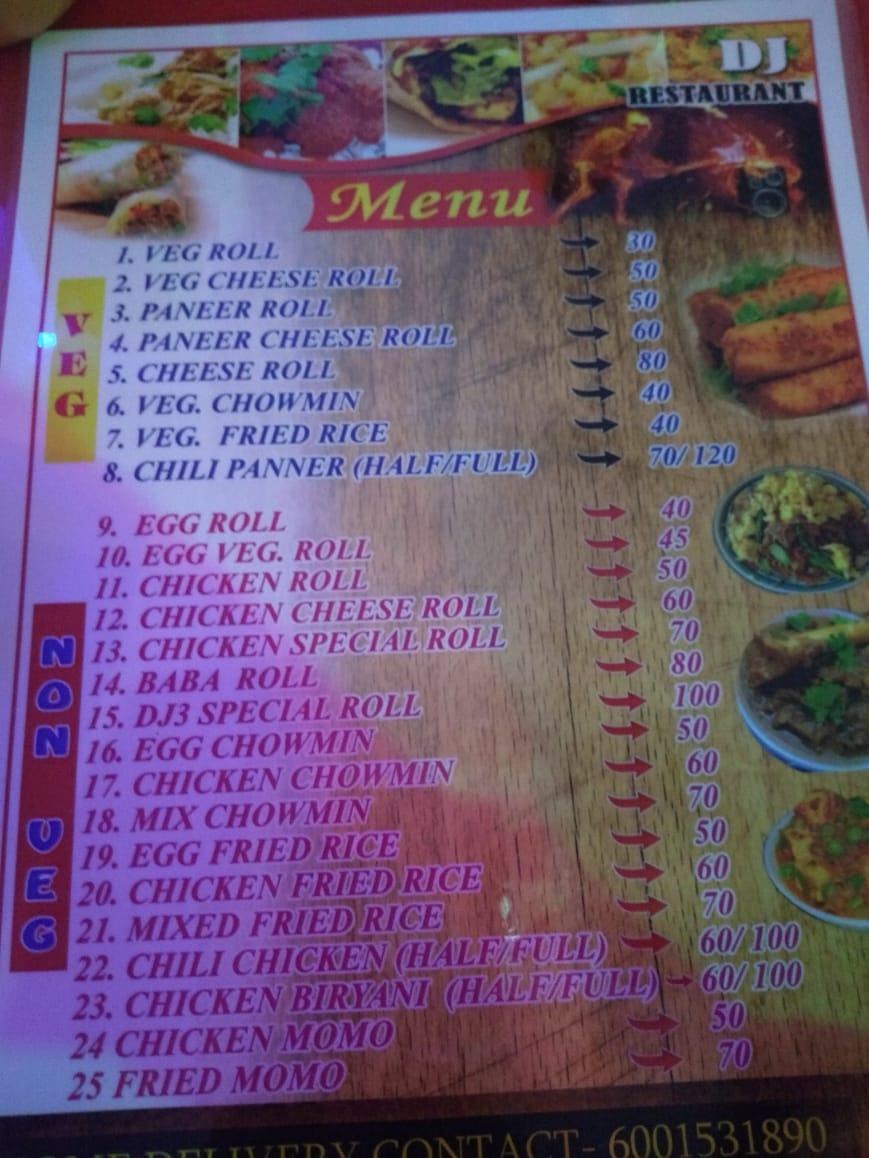 DJ
RESTAURANT
Menu
VEG
1. VEG ROLL 30
2. VEG CHEESE ROLL 50
3. PANEER ROLL 50
4. PANEER CHEESE ROLL 60
5. CHEESE ROLL 80
6. VEG. CHOWMIN 40
7. VEG. FRIED RICE 40
8. CHILI PANNER (HALF/FULL) 70/120
NON VEG
9. EGG ROLL 40
10. EGG VEG. ROLL 45
11. CHICKEN ROLL 50
12. CHICKEN CHEESE ROLL 60
13. CHICKEN SPECIAL ROLL 70
14. BABA ROLL 80
15. DJ3 SPECIAL ROLL 100
16. EGG CHOWMIN 50
17. CHICKEN CHOWMIN 60
18. MIX CHOWMIN 70
19. EGG FRIED RICE 50
20. CHICKEN FRIED RICE 60
21. MIXED FRIED RICE 70
22. CHILI CHICKEN (HALF/FULL) 60/100
23. CHICKEN BIRYANI (HALF/FULL) 60/100
24 CHICKEN MOMO 50
25 FRIED MOMO 70
DELIVERY CONTACT- 6001531890